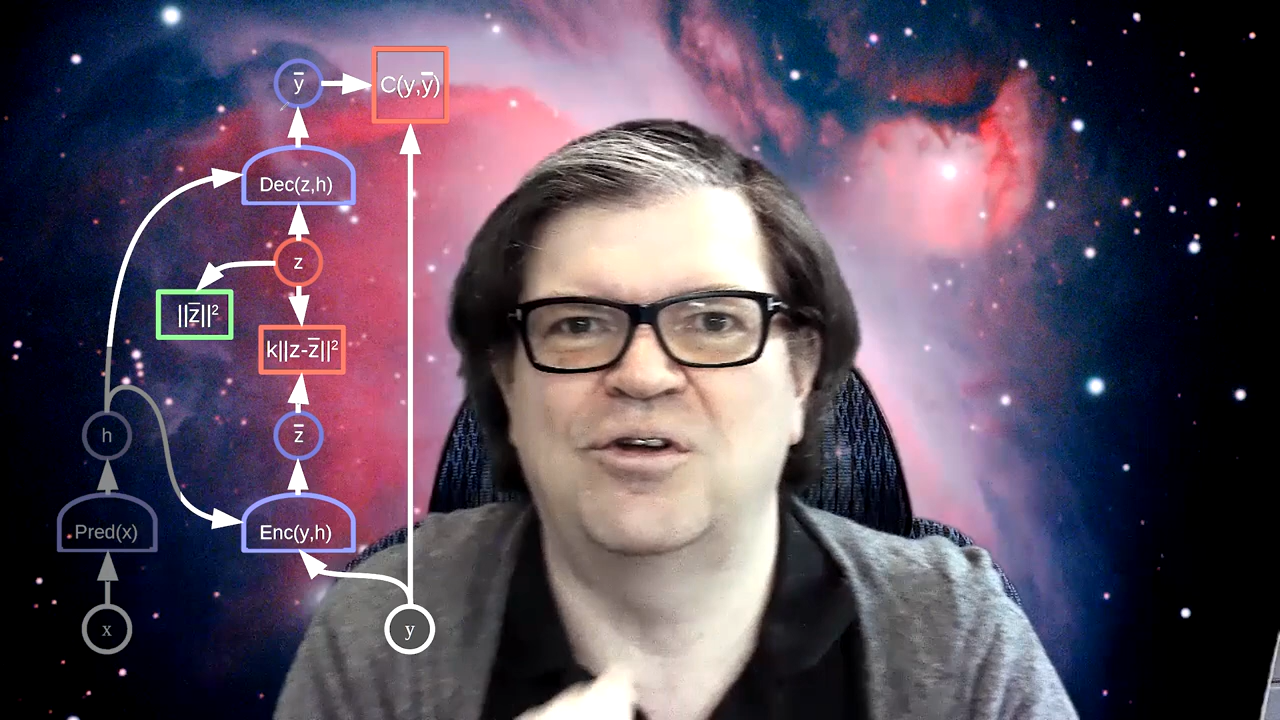 ȳ
C(y,ȳ)
Dec(z,h)
z
||z̄||²
k||z-z̄||²
h
z̄
Pred(x)
Enc(y,h)
x
y